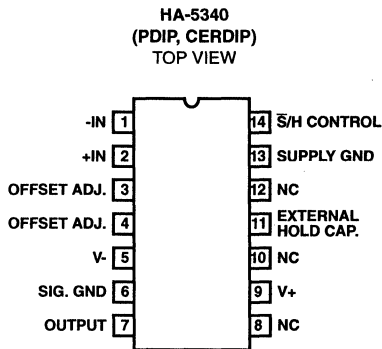 HA-5340
(PDIP, CERDIP)
TOP VIEW
-IN 1
+IN 2
OFFSET ADJ. 3
OFFSET ADJ. 4
V- 5
SIG. GND 6
OUTPUT 7
14 S̅/H CONTROL
13 SUPPLY GND
12 NC
11 EXTERNAL
HOLD CAP.
10 NC
9 V+
8 NC